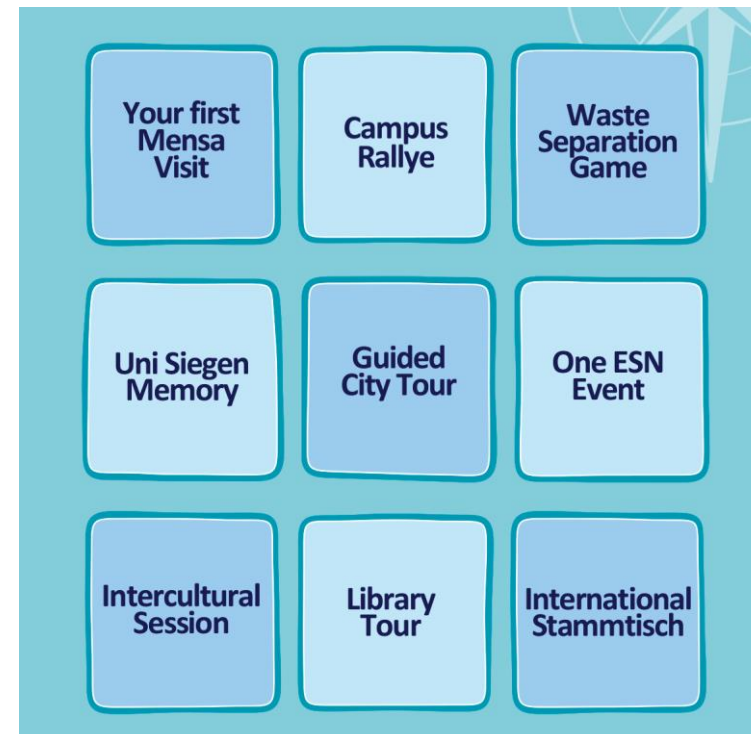 Your first
Mensa
Visit
Campus
Rallye
Waste
Separation
Game
Uni Siegen
Memory
Guided
City Tour
One ESN
Event
Intercultural
Session
Library
Tour
International
Stammtisch